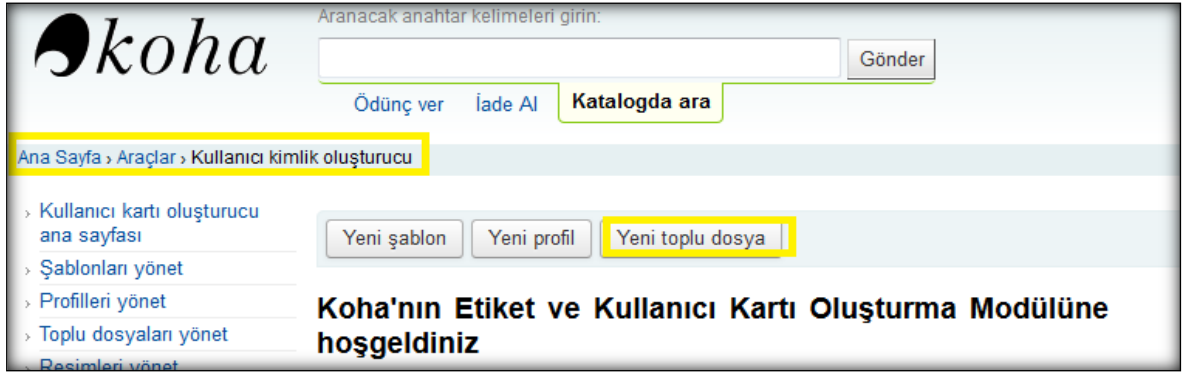 koha
Aranacak anahtar kelimeleri girin:
Gönder
Ödünç ver İade Al Katalogda ara
Ana Sayfa › Araçlar › Kullanıcı kimlik oluşturucu
› Kullanıcı kartı oluşturucu
ana sayfası
› Şablonları yönet
› Profilleri yönet
› Toplu dosyaları yönet
› Resimleri yönet
Yeni şablon Yeni profil Yeni toplu dosya
Koha'nın Etiket ve Kullanıcı Kartı Oluşturma Modülüne
hoşgeldiniz